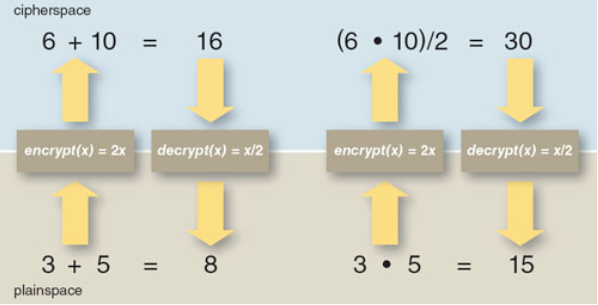 cipherspace
6 + 10 = 16
(6 • 10)/2 = 30
encrypt(x) = 2x
decrypt(x) = x/2
encrypt(x) = 2x
decrypt(x) = x/2
3 + 5 = 8
3 • 5 = 15
plainspace